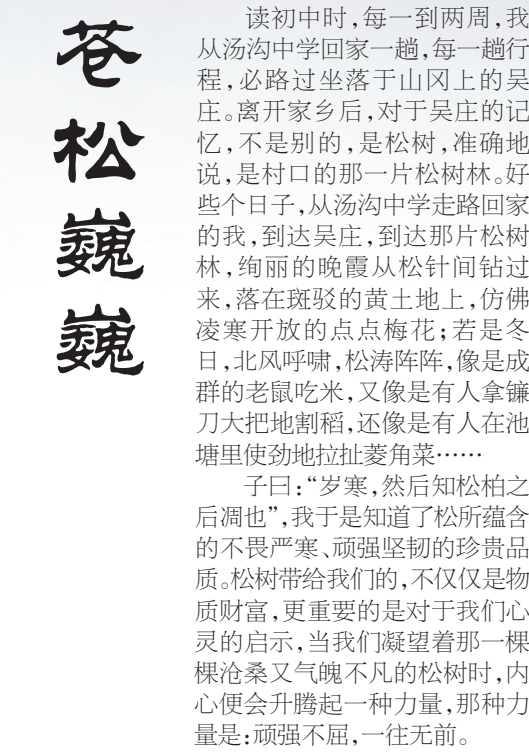 苍松巍巍
读初中时，每一到两周，我
从汤沟中学回家一趟，每一趟行
程，必路过坐落于山冈上的吴
庄。离开家乡后，对于吴庄的记
忆，不是别的，是松树，准确地
说，是村口的那一片松树林。好
些个日子，从汤沟中学走路回家
的我，到达吴庄，到达那片松树
林，绚丽的晚霞从松针间钻过
来，落在斑驳的黄土地上，仿佛
凌寒开放的点点梅花；若是冬
日，北风呼啸，松涛阵阵，像是成
群的老鼠吃米，又像是有人拿镰
刀大把地割稻，还像是有人在池
塘里使劲地拉扯菱角菜……
子曰：“岁寒，然后知松柏之
后凋也”，我于是知道了松所蕴含
的不畏严寒、顽强坚韧的珍贵品
质。松树带给我们的，不仅仅是物
质财富，更重要的是对于我们心
灵的启示，当我们凝望着那一棵
棵沧桑又气魄不凡的松树时，内
心便会升腾起一种力量，那种力
量是：顽强不屈，一往无前。